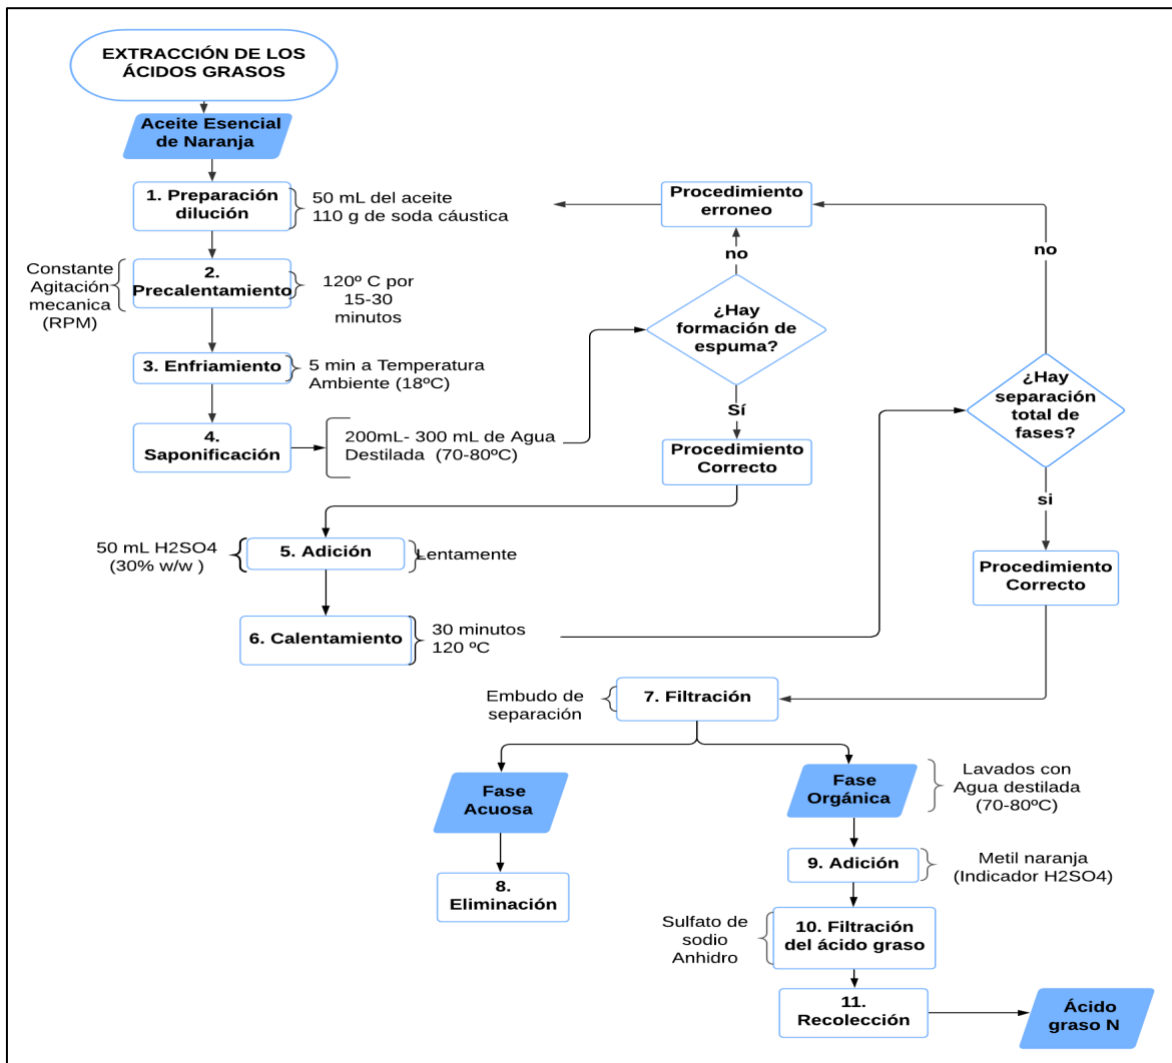 EXTRACCIÓN DE LOS
ÁCIDOS GRASOS
Aceite Esencial
de Naranja
1. Preparación
dilución
50 mL del aceite
110 g de soda cáustica
Procedimiento
erroneo
no
no
Constante
Agitación
mecanica
(RPM)
2.
Precalentamiento
120º C por
15-30
minutos
¿Hay
formación de
espuma?
3. Enfriamiento
5 min a Temperatura
Ambiente (18ºC)
¿Hay
separación
total de
fases?
Sí
4.
Saponificación
200mL- 300 mL de Agua
Destilada (70-80ºC)
Procedimiento
Correcto
si
50 mL H2SO4
(30% w/w )
5. Adición
Lentamente
Procedimiento
Correcto
6. Calentamiento
30 minutos
120 ºC
Embudo de
separación
7. Filtración
Fase
Acuosa
Fase
Orgánica
Lavados con
Agua destilada
(70-80ºC)
8.
Eliminación
9. Adición
Metil naranja
(Indicador H2SO4)
Sulfato de
sodio
Anhidro
10. Filtración
del ácido graso
11.
Recolección
Ácido
graso N